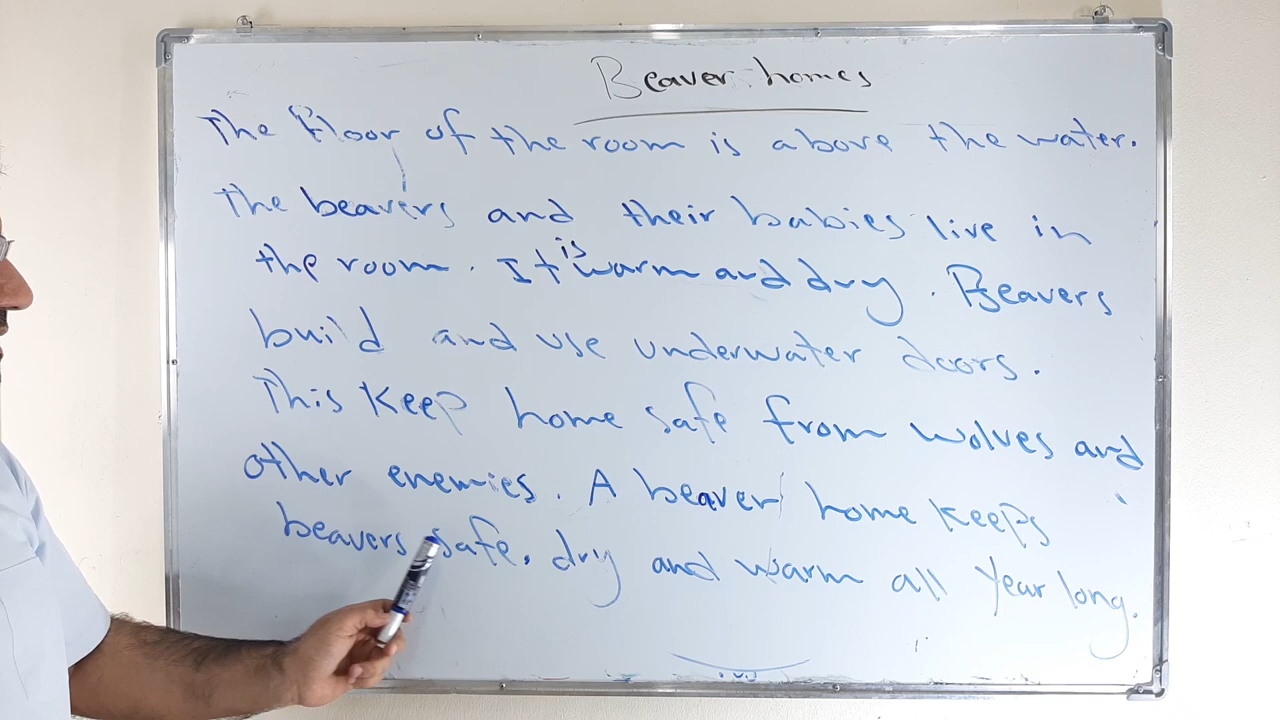 Beaver homes
The floor of the room is above the water.
The beavers and their babies live in
the room. It is warm and dry. Beavers
build and use underwater doors.
This keep home safe from wolves and
other enemies. A beaver home keeps
beavers safe, dry and warm all year long.